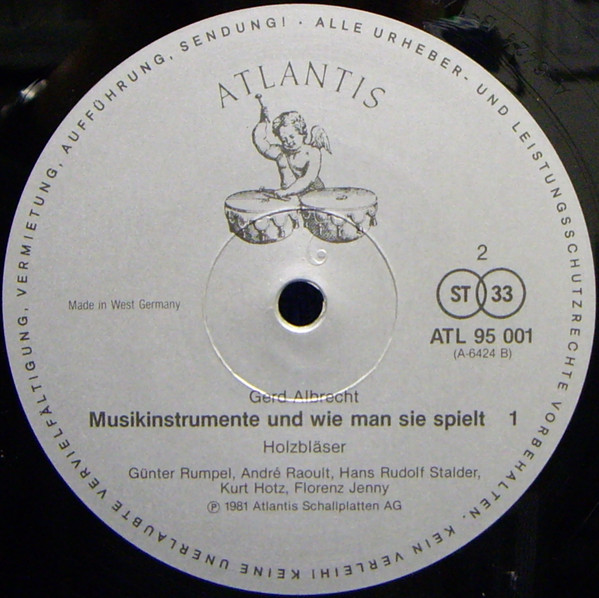 ALLE URHEBER- UND LEISTUNGSSCHUTZRECHTE VORBEHALTEN. KEIN VERLEIH! KEINE UNERLAUBTE VERVIELFÄLTIGUNG, VERMIETUNG, AUFFÜHRUNG, SENDUNG! ·
ATLANTIS
2
ST 33
Made in West Germany
ATL 95 001
(A-6424 B)
Gerd Albrecht
Musikinstrumente und wie man sie spielt 1
Holzbläser
Günter Rumpel, André Raoult, Hans Rudolf Stalder,
Kurt Hotz, Florenz Jenny
℗ 1981 Atlantis Schallplatten AG